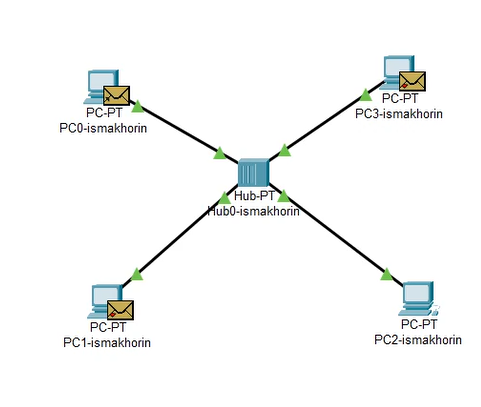 PC-PT
PC0-ismakhorin
PC-PT
PC3-ismakhorin
Hub-PT
Hub0-ismakhorin
PC-PT
PC1-ismakhorin
PC-PT
PC2-ismakhorin